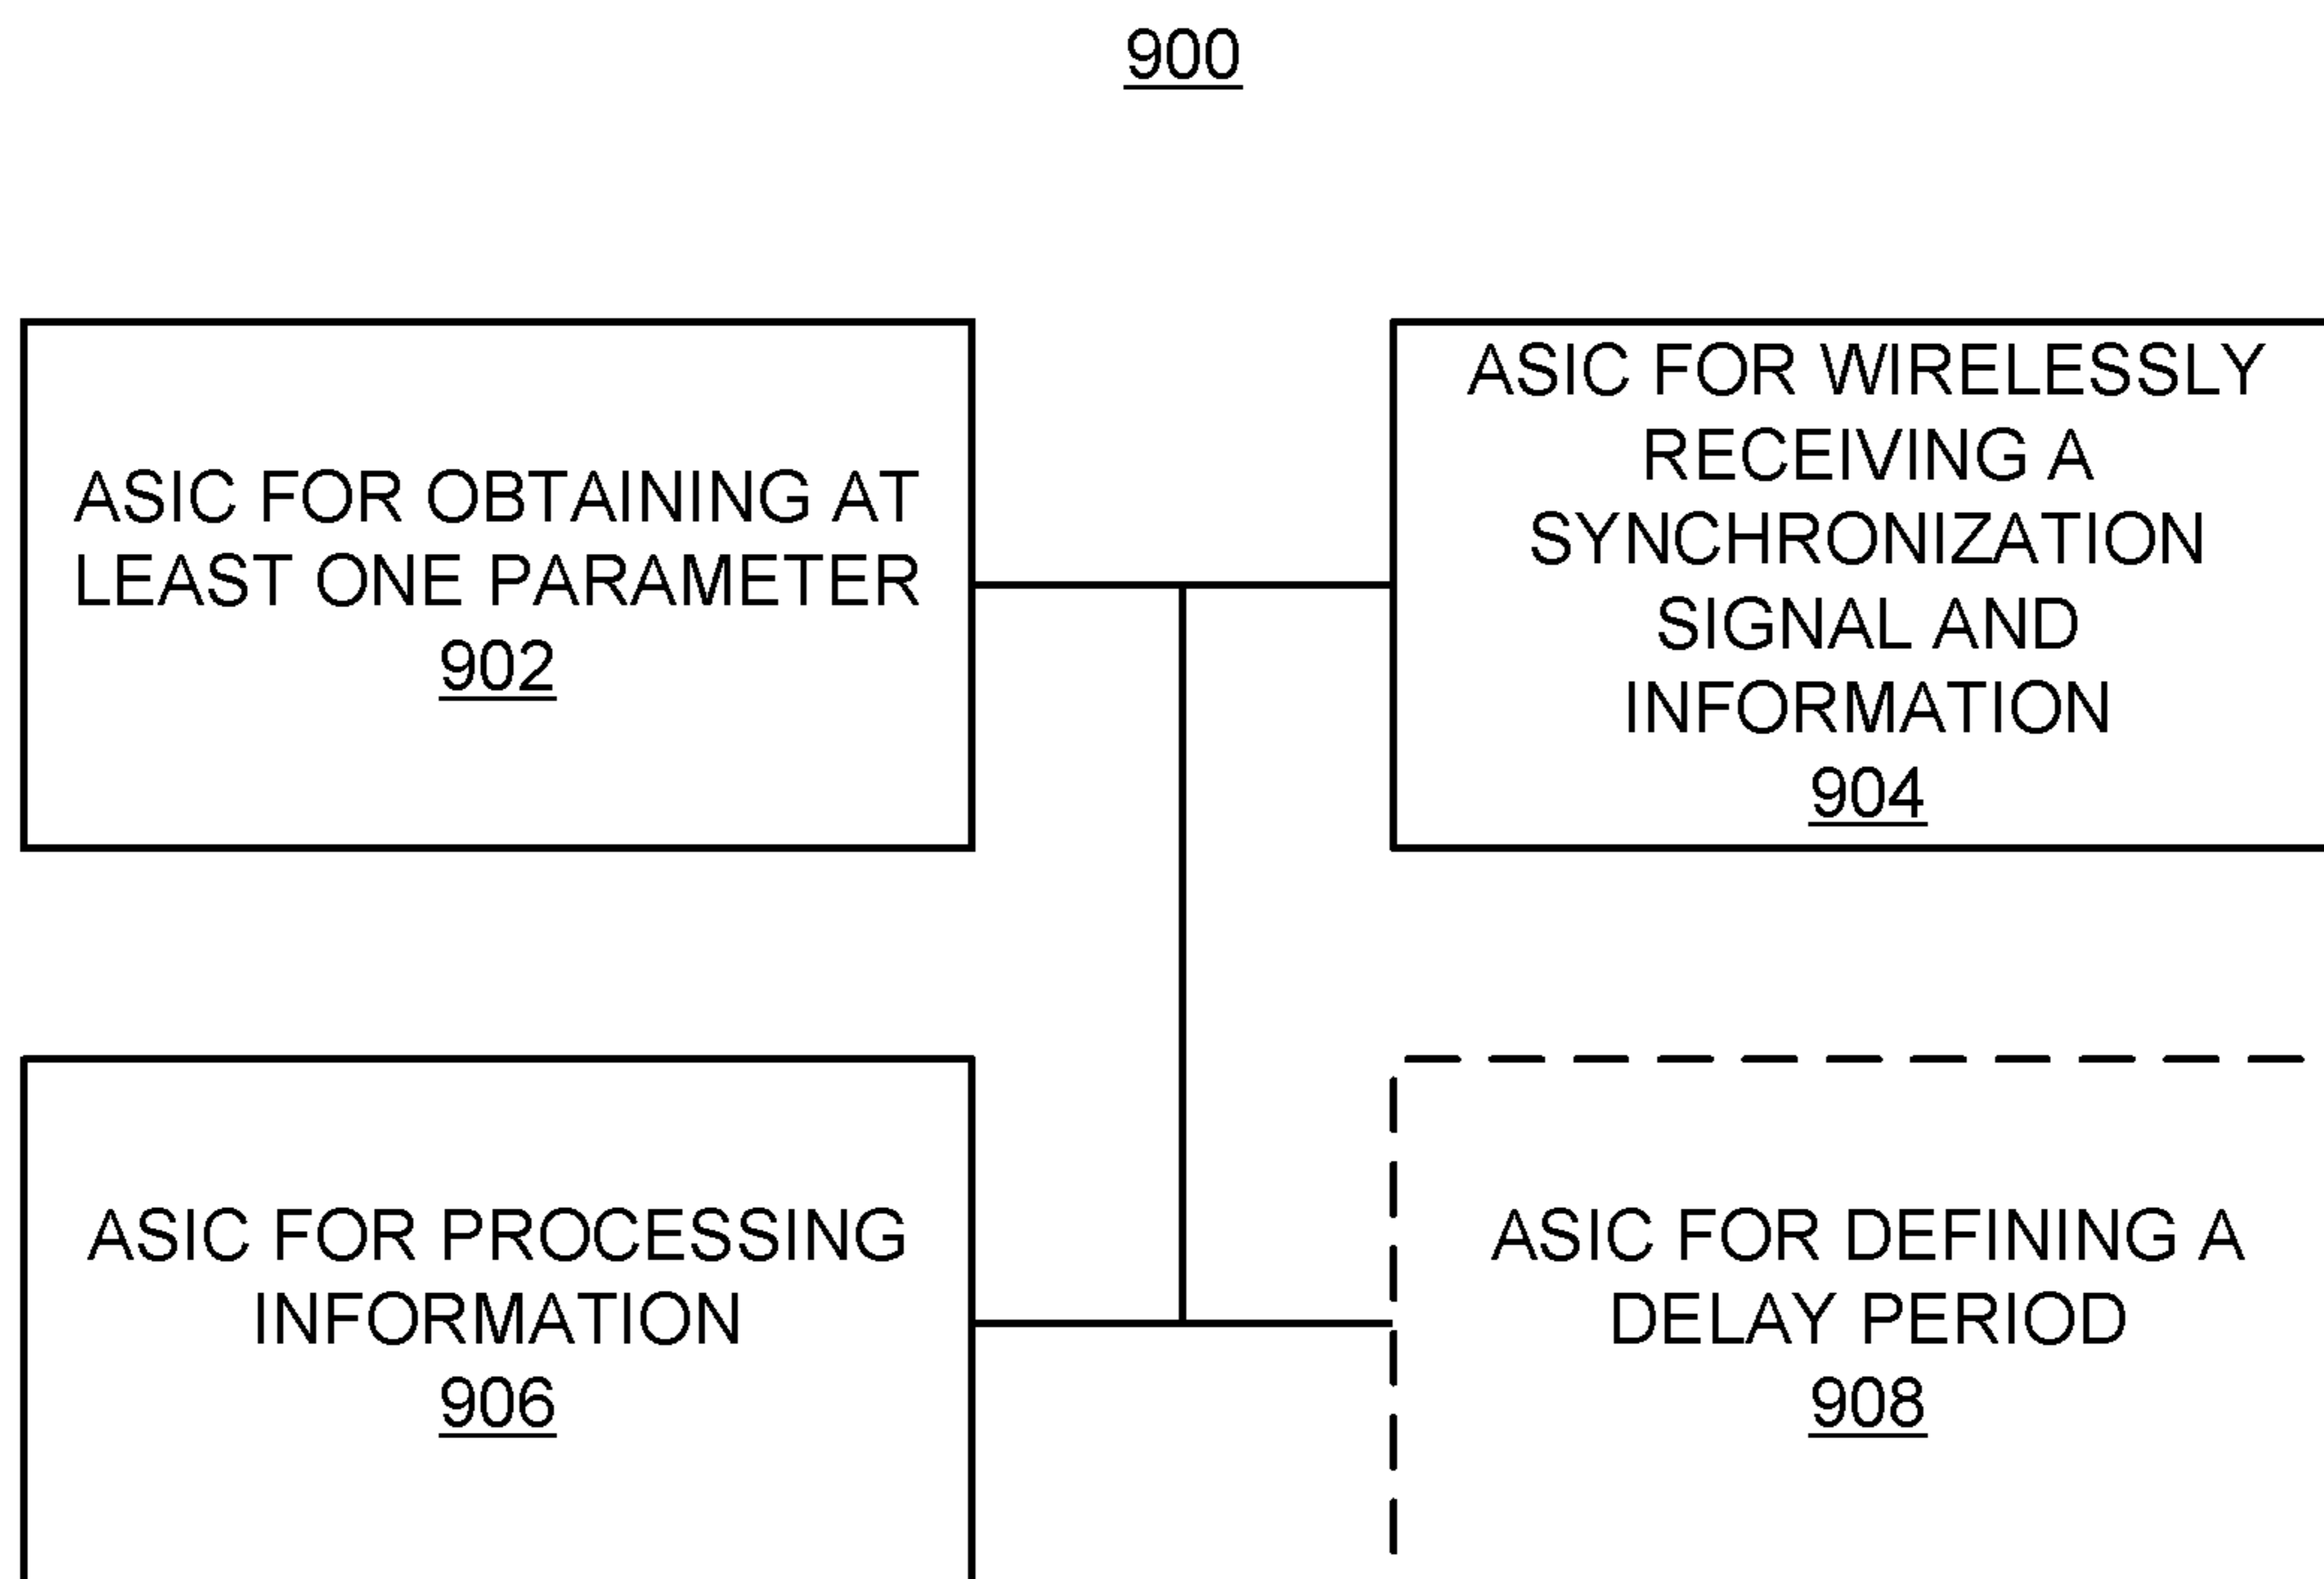 900
ASIC FOR OBTAINING AT
LEAST ONE PARAMETER
902
ASIC FOR WIRELESSLY
RECEIVING A
SYNCHRONIZATION
SIGNAL AND
INFORMATION
904
ASIC FOR PROCESSING
INFORMATION
906
ASIC FOR DEFINING A
DELAY PERIOD
908